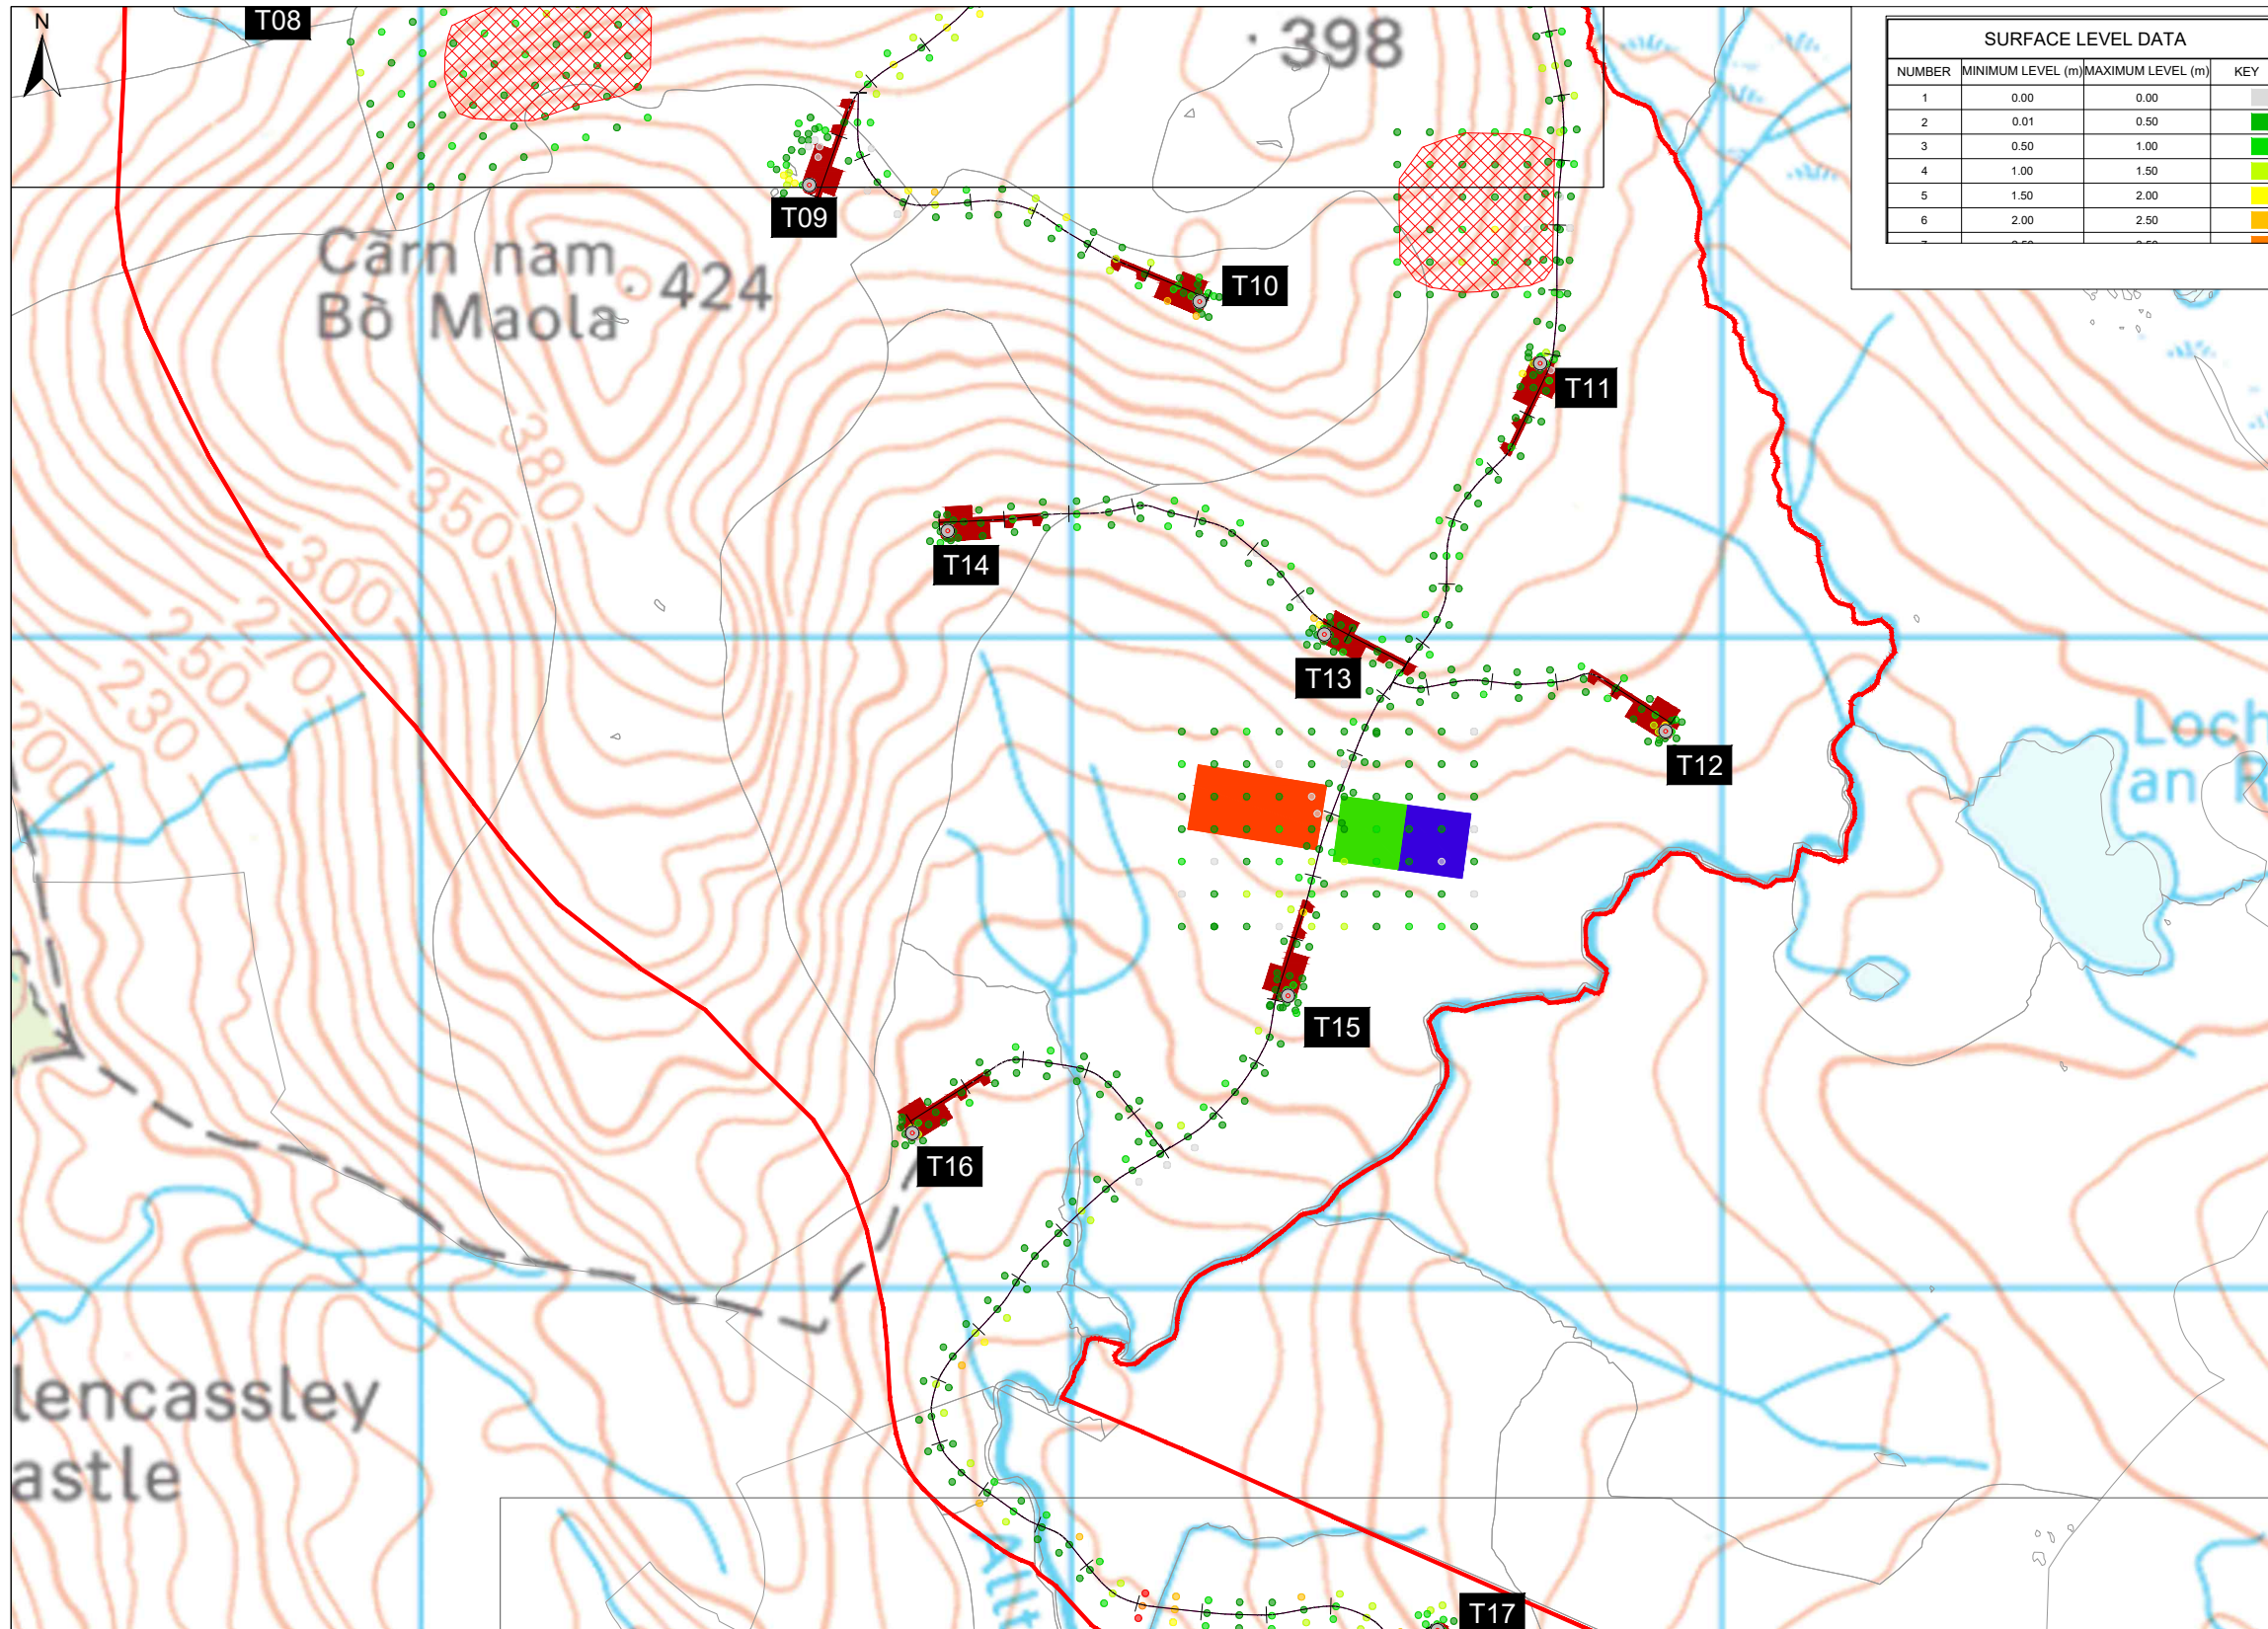 N
T08
398
SURFACE LEVEL DATA
NUMBER MINIMUM LEVEL (m) MAXIMUM LEVEL (m) KEY
1 0.00 0.00
2 0.01 0.50
3 0.50 1.00
4 1.00 1.50
5 1.50 2.00
6 2.00 2.50
T09
Càrn nam
Bò Maola
424
T10
T11
380
350
T14
300
270
250
230
200
T13
T12
Loch
an R
T15
T16
lencassley
astle
Allt
T17